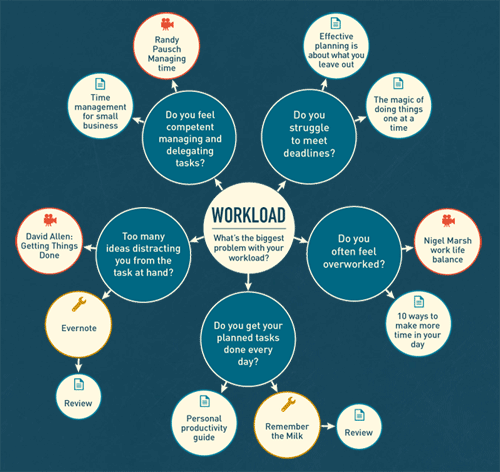 Randy
Pausch
Managing
time
Effective
planning is
about what you
leave out
Time
management
for small
business
Do you feel
competent
managing and
delegating
tasks?
Do you
struggle
to meet
deadlines?
The magic of
doing things
one at a
time
WORKLOAD
What's the biggest
problem with your
workload?
David Allen:
Getting Things
Done
Too many
ideas distracting
you from the
task at hand?
Do you
often feel
overworked?
Nigel Marsh
work life
balance
Evernote
10 ways to
make more
time in your
day
Do you get your
planned tasks
done every
day?
Review
Personal
productivity
guide
Remember
the Milk
Review